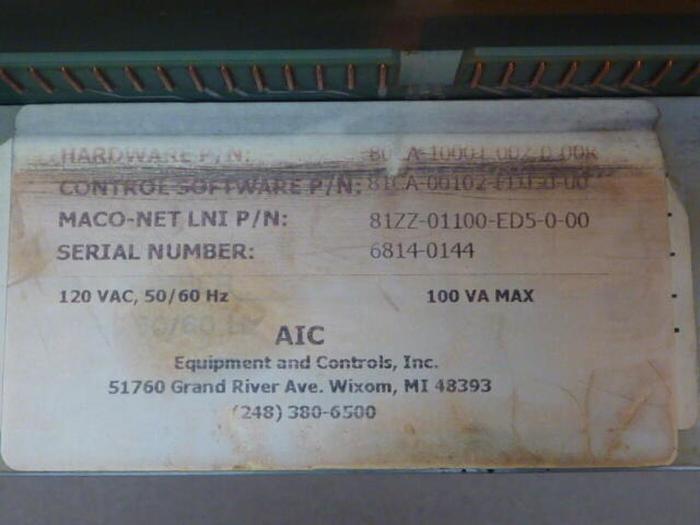 HARDWARE P/N:
CONTROL SOFTWARE P/N:
MACO-NET LNI P/N: 81ZZ-01100-ED5-0-00
SERIAL NUMBER: 6814-0144
120 VAC, 50/60 Hz 100 VA MAX
AIC
Equipment and Controls, Inc.
51760 Grand River Ave. Wixom, MI 48393
(248) 380-6500